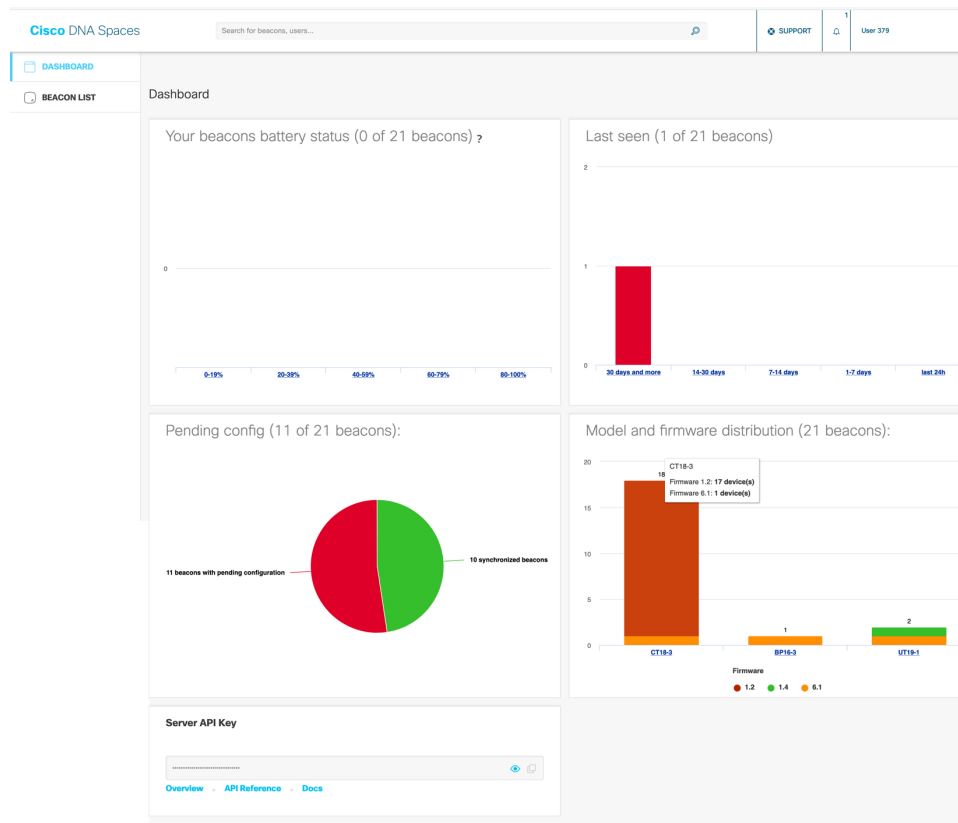 Cisco DNA Spaces
Search for beacons, users...
SUPPORT
1
User 379
DASHBOARD
BEACON LIST
Dashboard
Your beacons battery status (0 of 21 beacons) ?
0
0-19% 20-39% 40-59% 60-79% 80-100%
Last seen (1 of 21 beacons)
2
1
0
30 days and more 14-30 days 7-14 days 1-7 days last 24h
Pending config (11 of 21 beacons):
11 beacons with pending configuration
10 synchronized beacons
Model and firmware distribution (21 beacons):
20
15
10
5
0
18
CT18-3
Firmware 1.2: 17 device(s)
Firmware 6.1: 1 device(s)
1
2
CT18-3 BP16-3 UT19-1
Firmware
1.2 1.4 6.1
Server API Key
Overview . API Reference . Docs